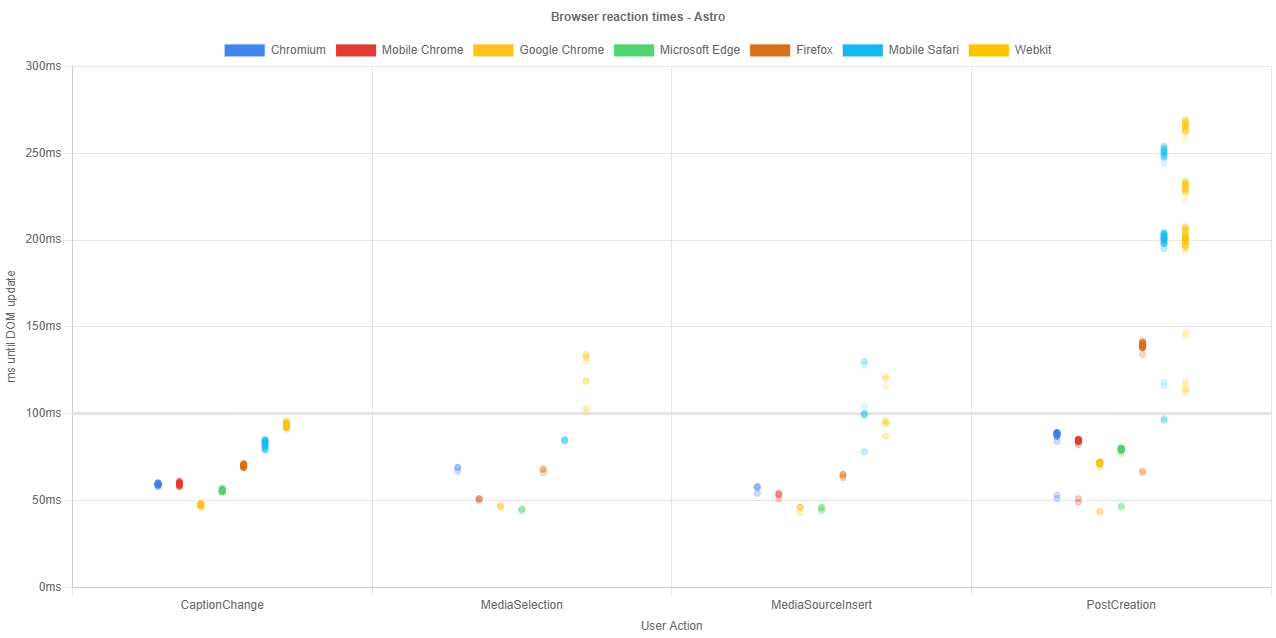 Browser reaction times - Astro
Chromium Mobile Chrome Google Chrome Microsoft Edge Firefox Mobile Safari Webkit
300ms
250ms
200ms
150ms
100ms
50ms
0ms
ms until DOM update
CaptionChange MediaSelection MediaSourceInsert PostCreation
User Action